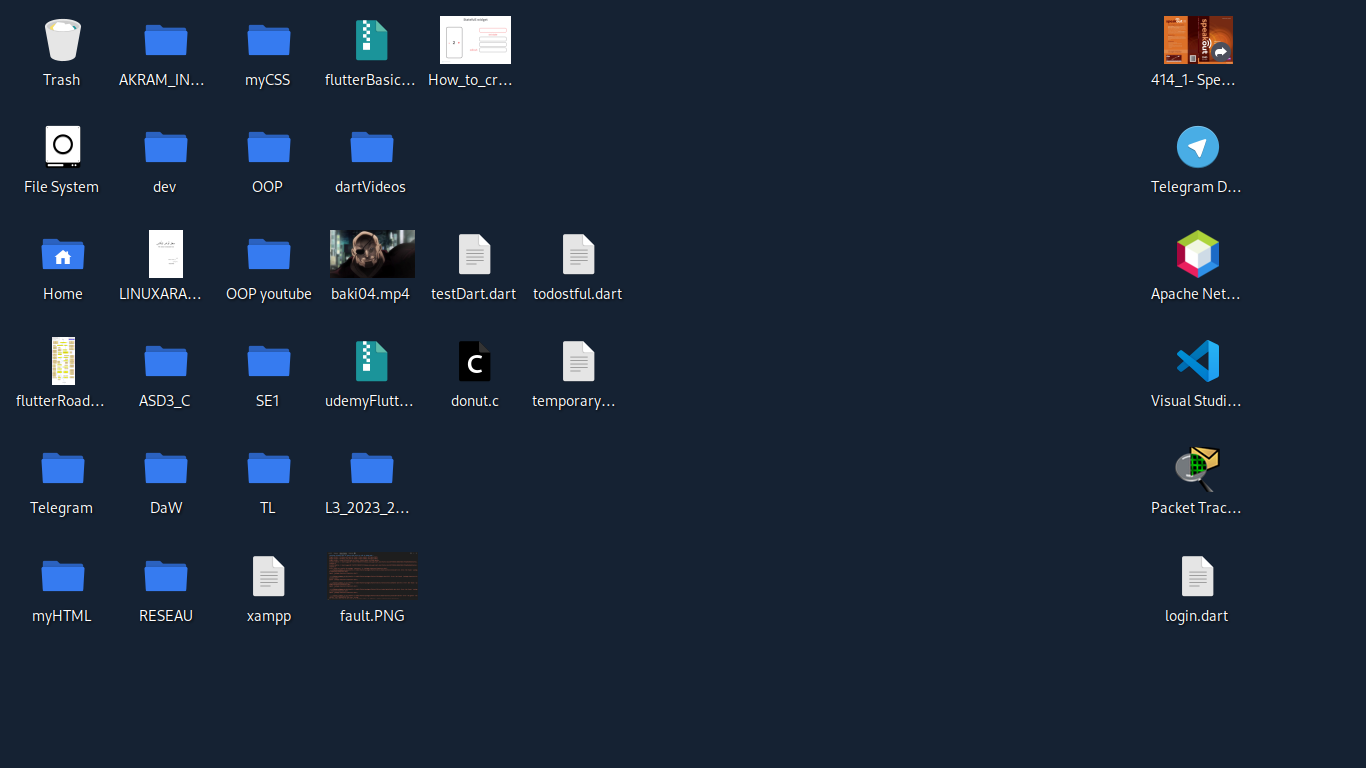 Trash
AKRAM_IN...
myCSS
flutterBasic...
How_to_cr...
414_1- Spe...
File System
dev
OOP
dartVideos
Telegram D...
Home
LINUXARA...
OOP youtube
baki04.mp4
testDart.dart
todostful.dart
Apache Net...
flutterRoad...
ASD3_C
SE1
udemyFlutt...
C
donut.c
temporary...
Visual Studi...
Telegram
DaW
TL
L3_2023_2...
Packet Trac...
myHTML
RESEAU
xampp
fault.PNG
login.dart